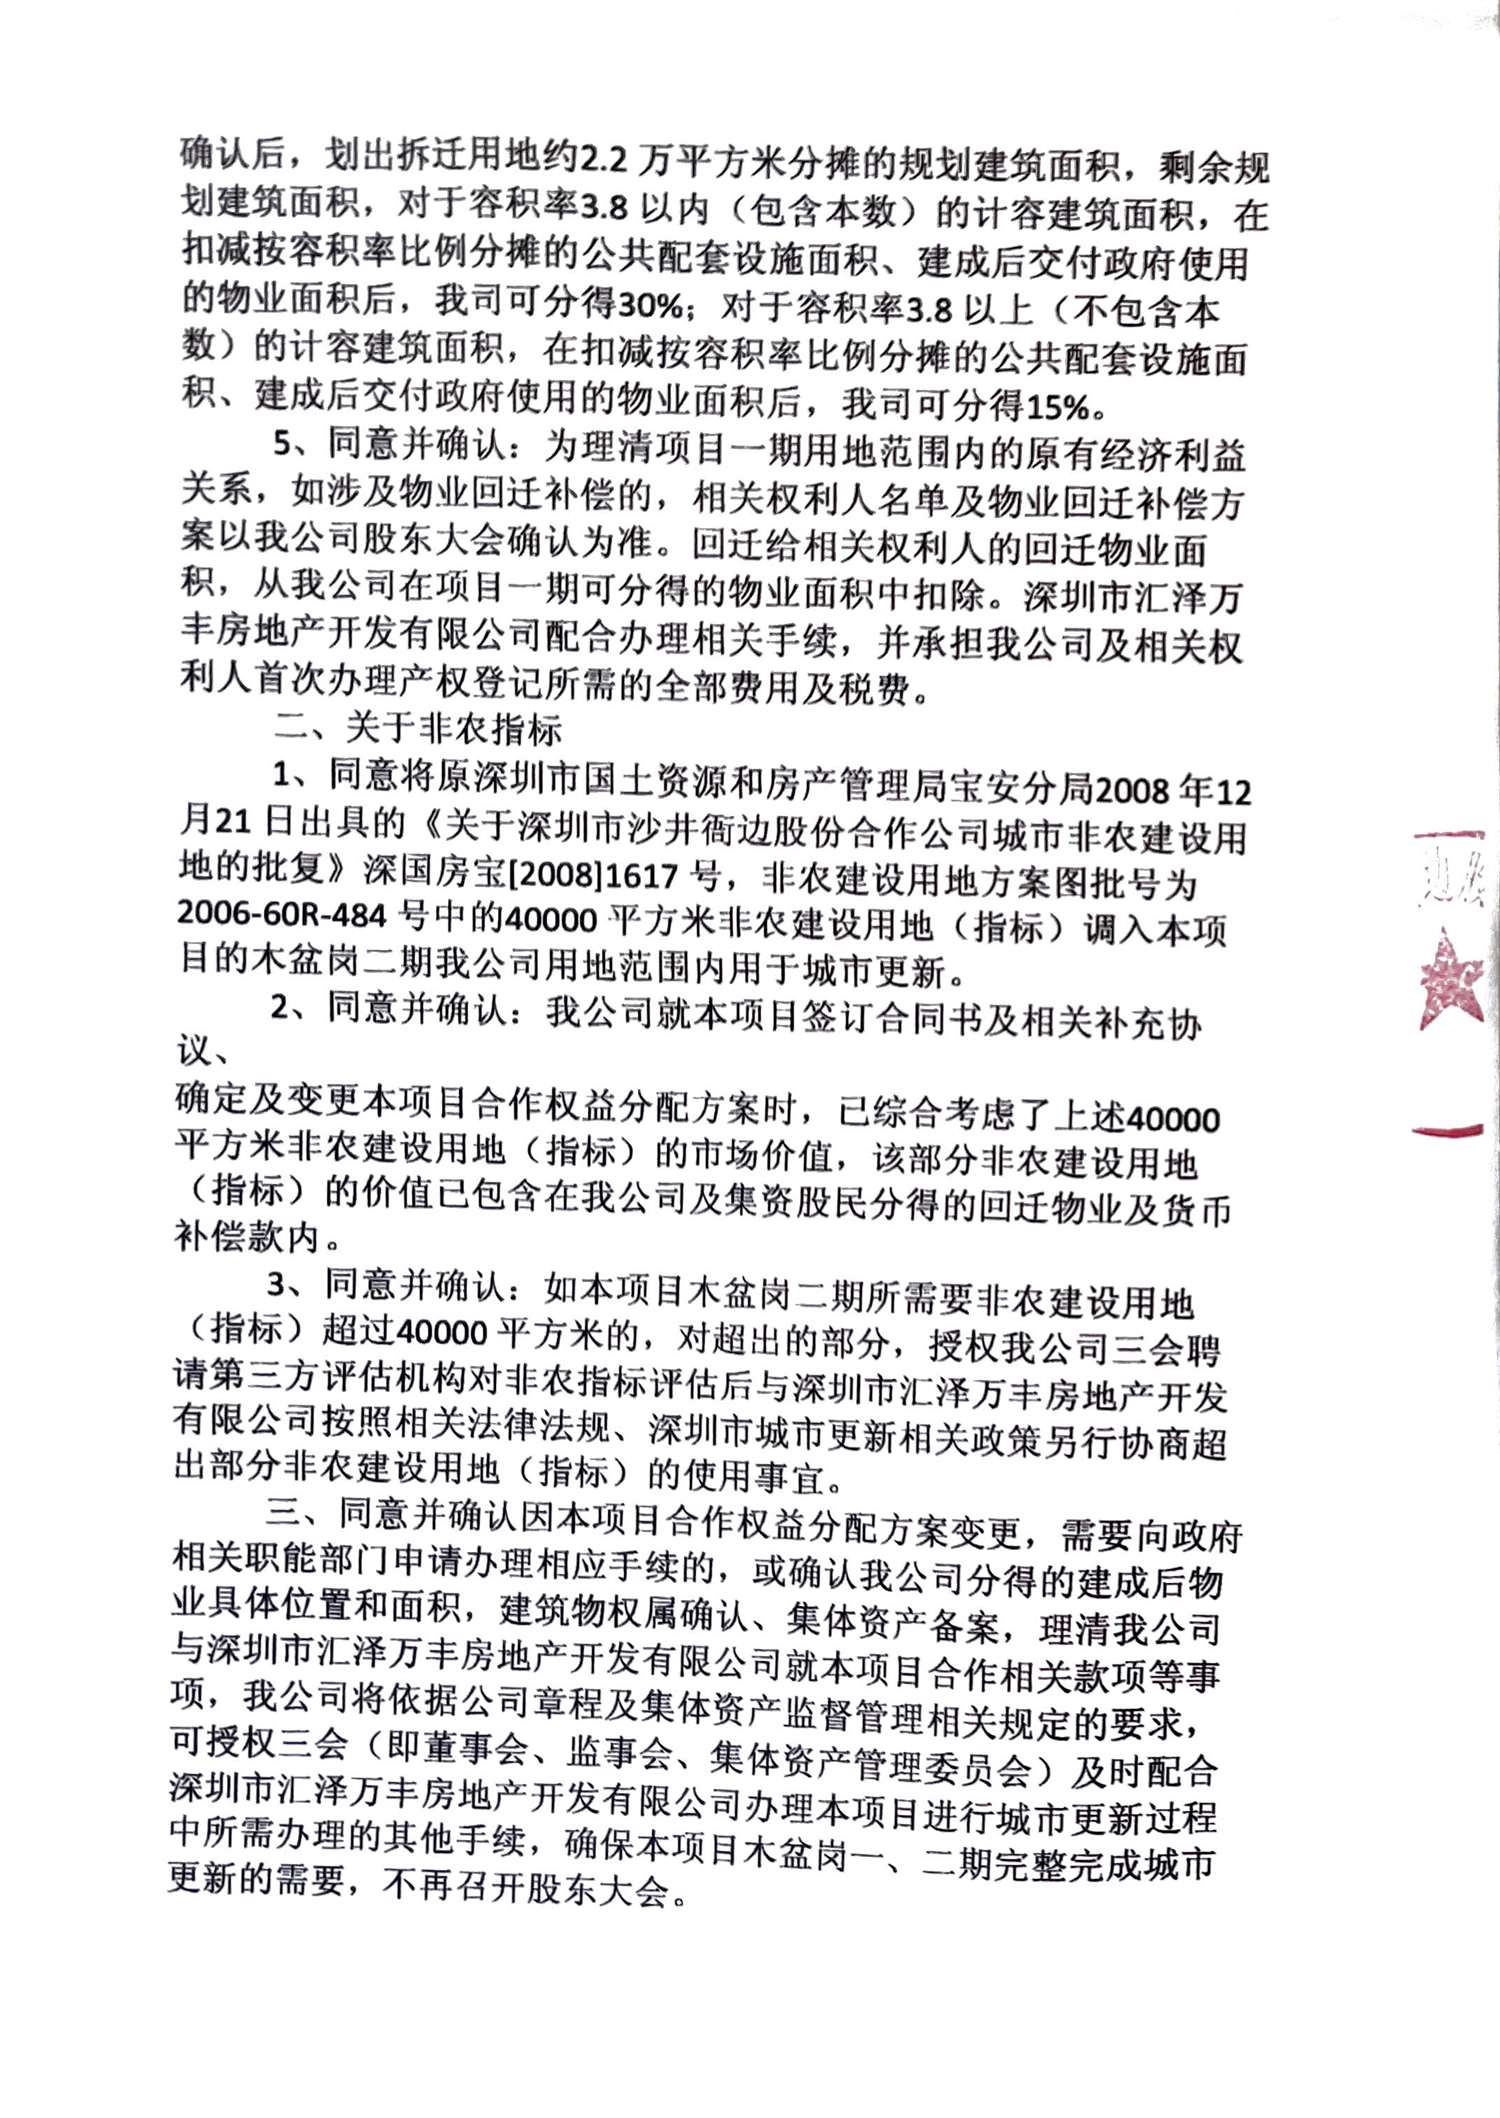 确认后，划出拆迁用地约2.2 万平方米分摊的规划建筑面积，剩余规
划建筑面积，对于容积率3.8 以内（包含本数）的计容建筑面积，在
扣减按容积率比例分摊的公共配套设施面积、建成后交付政府使用
的物业面积后，我司可分得30%；对于容积率3.8 以上（不包含本
数）的计容建筑面积，在扣减按容积率比例分摊的公共配套设施面
积、建成后交付政府使用的物业面积后，我司可分得15%。
5、同意并确认：为理清项目一期用地范围内的原有经济利益
关系，如涉及物业回迁补偿的，相关权利人名单及物业回迁补偿方
案以我公司股东大会确认为准。回迁给相关权利人的回迁物业面
积，从我公司在项目一期可分得的物业面积中扣除。深圳市汇泽万
丰房地产开发有限公司配合办理相关手续，并承担我公司及相关权
利人首次办理产权登记所需的全部费用及税费。
二、关于非农指标
1、同意将原深圳市国土资源和房产管理局宝安分局2008 年12
月21 日出具的《关于深圳市沙井衙边股份合作公司城市非农建设用
地的批复》深国房宝[2008]1617 号，非农建设用地方案图批号为
2006-60R-484 号中的40000 平方米非农建设用地（指标）调入本项
目的木盆岗二期我公司用地范围内用于城市更新。
2、同意并确认：我公司就本项目签订合同书及相关补充协
议、
确定及变更本项目合作权益分配方案时，已综合考虑了上述40000
平方米非农建设用地（指标）的市场价值，该部分非农建设用地
（指标）的价值已包含在我公司及集资股民分得的回迁物业及货币
补偿款内。
3、同意并确认：如本项目木盆岗二期所需要非农建设用地
（指标）超过40000 平方米的，对超出的部分，授权我公司三会聘
请第三方评估机构对非农指标评估后与深圳市汇泽万丰房地产开发
有限公司按照相关法律法规、深圳市城市更新相关政策另行协商超
出部分非农建设用地（指标）的使用事宜。
三、同意并确认因本项目合作权益分配方案变更，需要向政府
相关职能部门申请办理相应手续的，或确认我公司分得的建成后物
业具体位置和面积，建筑物权属确认、集体资产备案，理清我公司
与深圳市汇泽万丰房地产开发有限公司就本项目合作相关款项等事
项，我公司将依据公司章程及集体资产监督管理相关规定的要求，
可授权三会（即董事会、监事会、集体资产管理委员会）及时配合
深圳市汇泽万丰房地产开发有限公司办理本项目进行城市更新过程
中所需办理的其他手续，确保本项目木盆岗一、二期完整完成城市
更新的需要，不再召开股东大会。